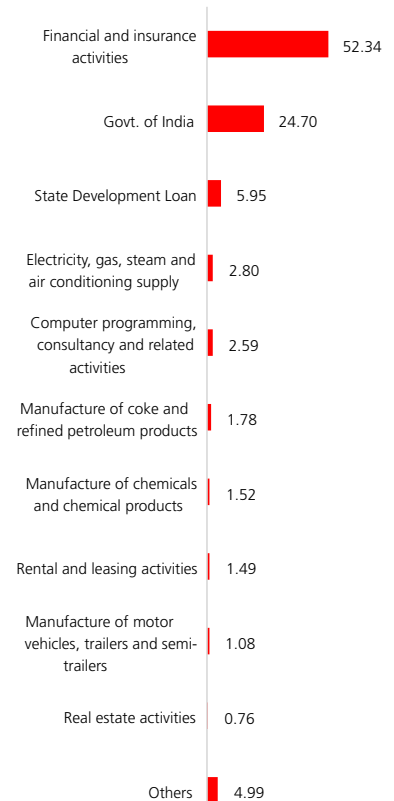 Financial and insurance
activities
52.34
Govt. of India
24.70
State Development Loan
5.95
Electricity, gas, steam and
air conditioning supply
2.80
Computer programming,
consultancy and related
activities
2.59
Manufacture of coke and
refined petroleum products
1.78
Manufacture of chemicals
and chemical products
1.52
Rental and leasing activities
1.49
Manufacture of motor
vehicles, trailers and semi-
trailers
1.08
Real estate activities
0.76
Others
4.99